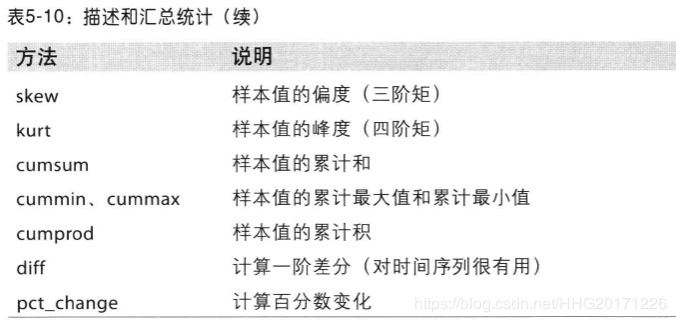 表5-10：描述和汇总统计（续）
方法 说明
skew 样本值的偏度（三阶矩）
kurt 样本值的峰度（四阶矩）
cumsum 样本值的累计和
cummin、cummax 样本值的累计最大值和累计最小值
cumprod 样本值的累计积
diff 计算一阶差分（对时间序列很有用）
pct_change 计算百分数变化
https://blog.csdn.net/HHG20171226